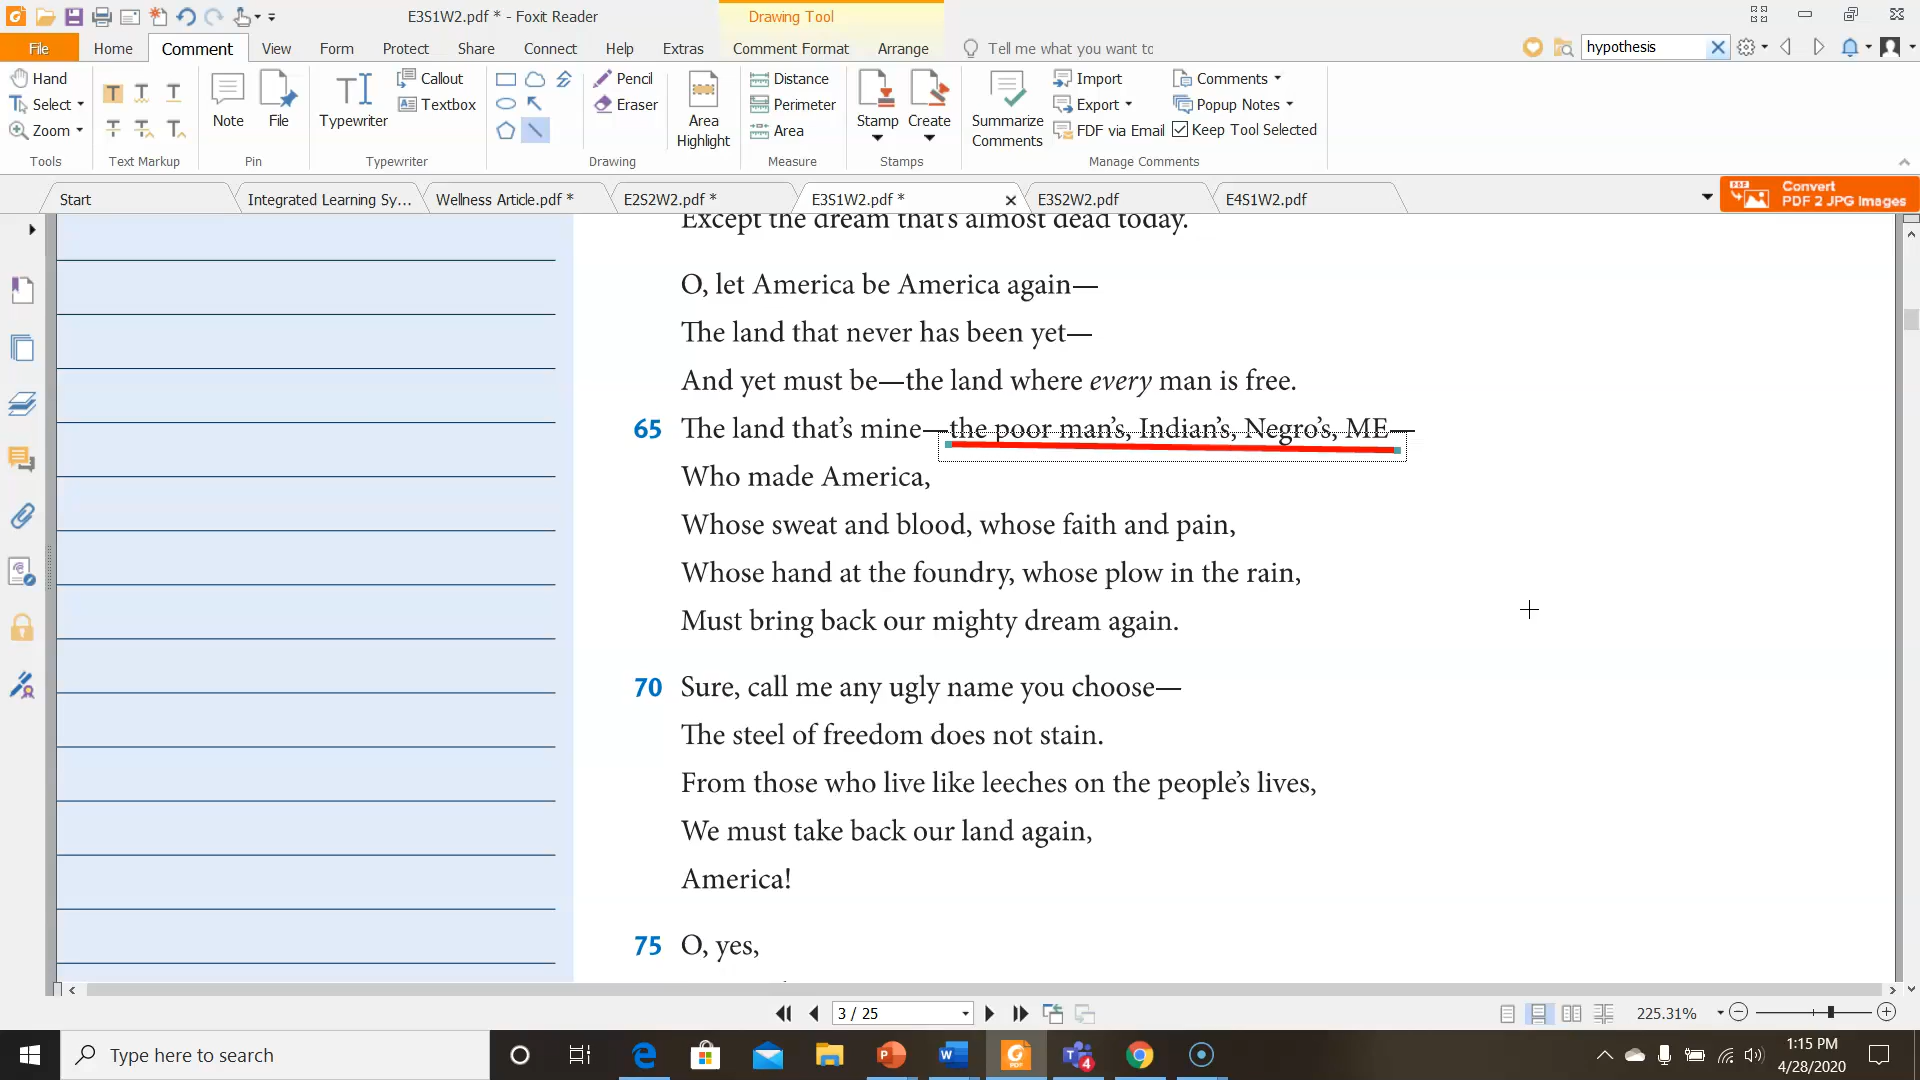 E3S1W2.pdf * - Foxit Reader
Drawing Tool
File Home Comment View Form Protect Share Connect Help Extras Comment Format Arrange Tell me what you want to
hypothesis
Hand
Select
Zoom
Tools
Text Markup
Note
File
Pin
Typewriter
Callout
Textbox
Typewriter
Pencil
Eraser
Drawing
Area
Highlight
Distance
Perimeter
Area
Measure
Stamp
Create
Stamps
Summarize
Comments
Import
Export
FDF via Email
Comments
Popup Notes
Keep Tool Selected
Manage Comments
Start
Integrated Learning Sy...
Wellness Article.pdf *
E2S2W2.pdf *
E3S1W2.pdf *
E3S2W2.pdf
E4S1W2.pdf
PDF
Convert
PDF 2 JPG Images
Except the dream that's almost dead today.
O, let America be America again—
The land that never has been yet—
And yet must be—the land where every man is free.
65 The land that's mine—the poor man's, Indian's, Negro's, ME—
Who made America,
Whose sweat and blood, whose faith and pain,
Whose hand at the foundry, whose plow in the rain,
Must bring back our mighty dream again.
70 Sure, call me any ugly name you choose—
The steel of freedom does not stain.
From those who live like leeches on the people's lives,
We must take back our land again,
America!
75 O, yes,
3 / 25
225.31%
Type here to search
4
1:15 PM
4/28/2020